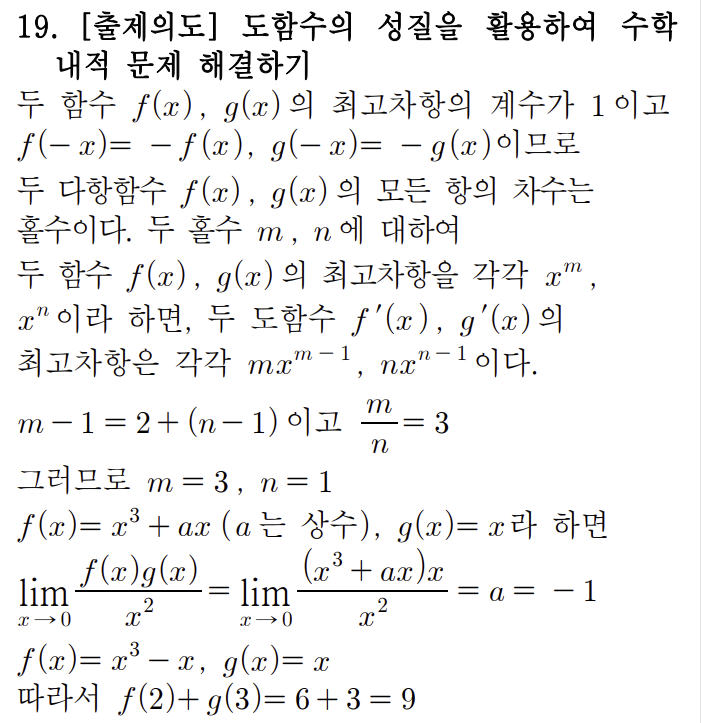 19. [출제의도] 도함수의 성질을 활용하여 수학
내적 문제 해결하기
두 함수 f(x), g(x)의 최고차항의 계수가 1이고
f(-x)= -f(x), g(-x)= -g(x)이므로
두 다항함수 f(x), g(x)의 모든 항의 차수는
홀수이다. 두 홀수 m, n에 대하여
두 함수 f(x), g(x)의 최고차항을 각각 x^m,
x^n이라 하면, 두 도함수 f′(x), g′(x)의
최고차항은 각각 mx^{m-1}, nx^{n-1}이다.
m-1=2+(n-1)이고 \frac{m}{n}=3
그러므로 m=3, n=1
f(x)=x^3+ax (a는 상수), g(x)=x라 하면
\lim_{x→0} \frac{f(x)g(x)}{x^2} = \lim_{x→0} \frac{(x^3+ax)x}{x^2} = a = -1
f(x)=x^3-x, g(x)=x
따라서 f(2)+g(3)=6+3=9